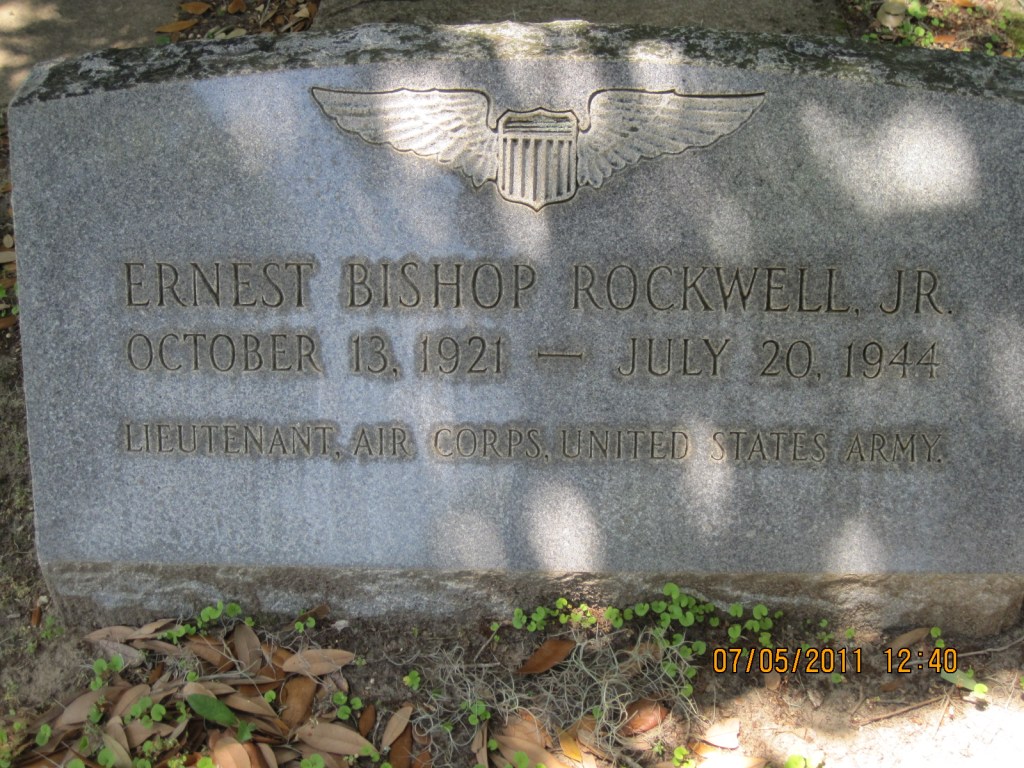 ERNEST BISHOP ROCKWELL, JR.
OCTOBER 13, 1921 — JULY 20, 1944
LIEUTENANT, AIR CORPS, UNITED STATES ARMY.
07/05/2011 12:40